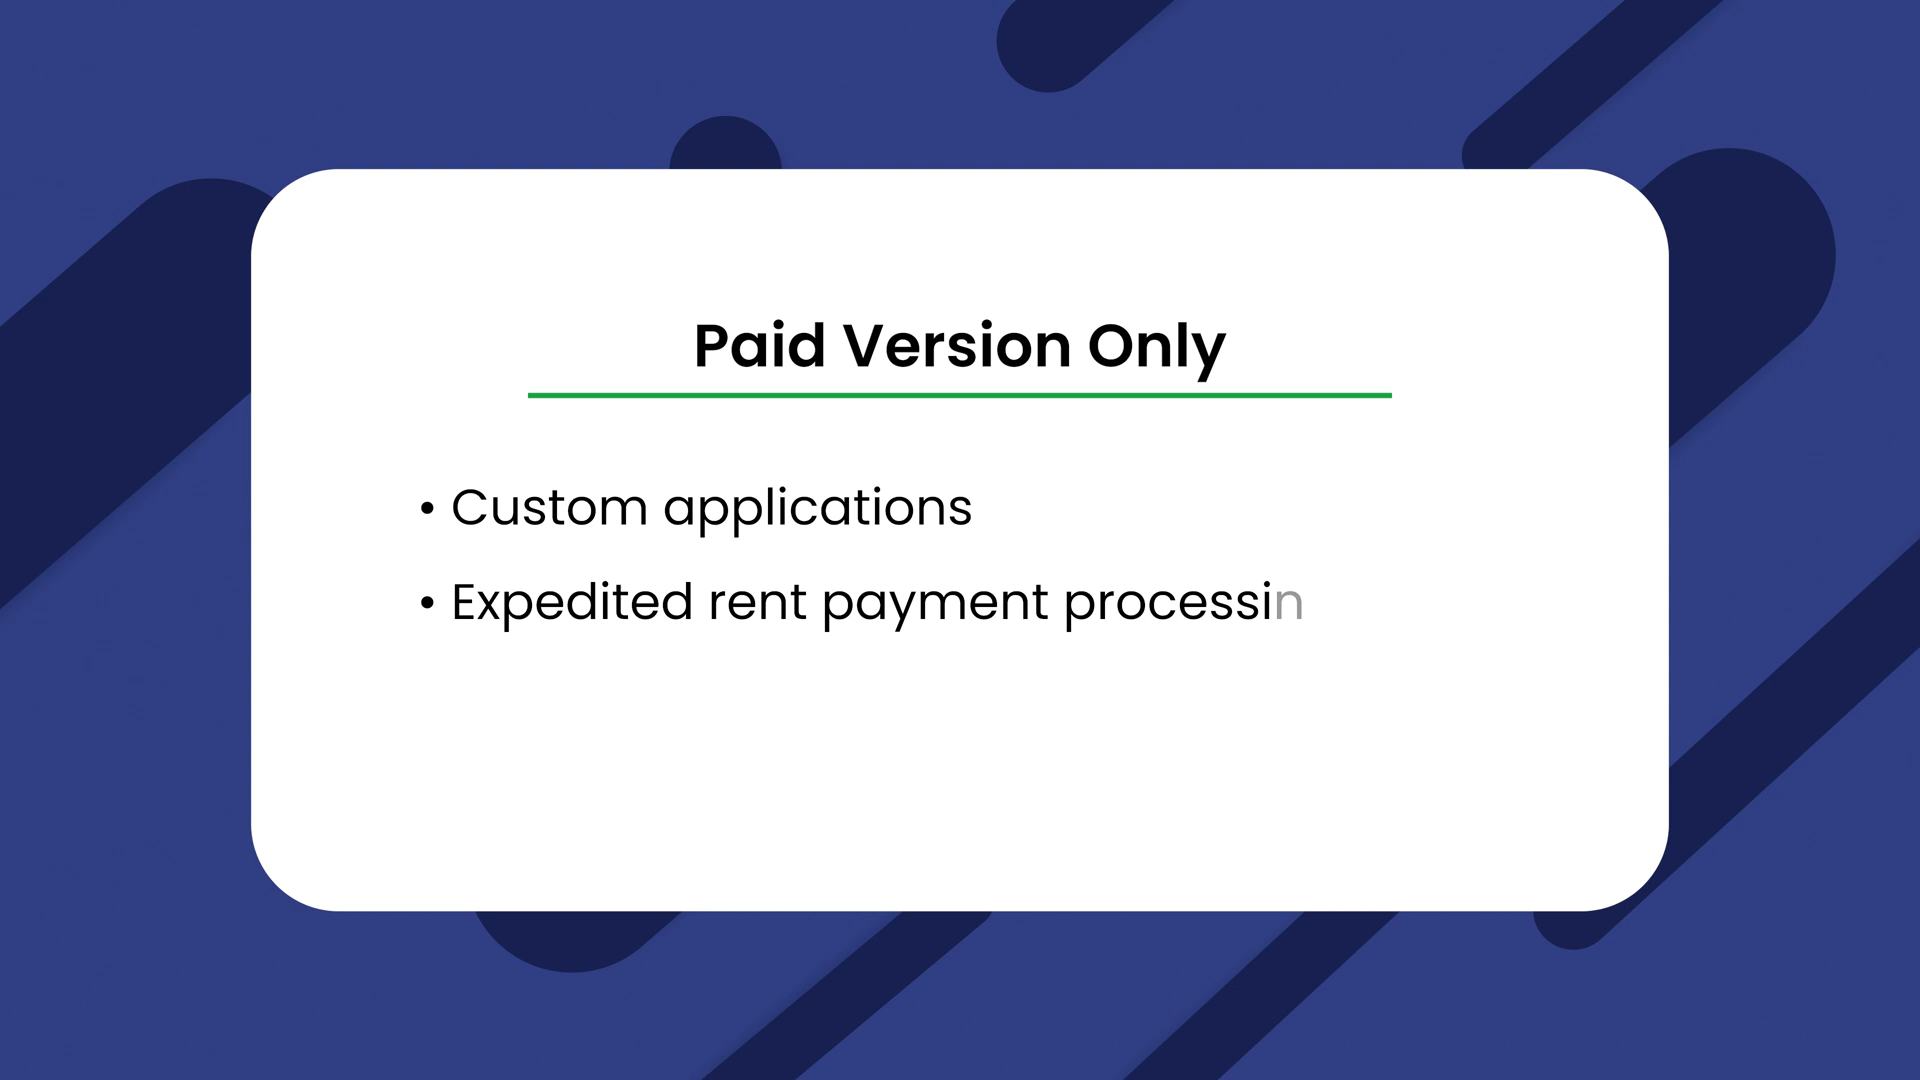 Paid Version Only
• Custom applications
• Expedited rent payment processin